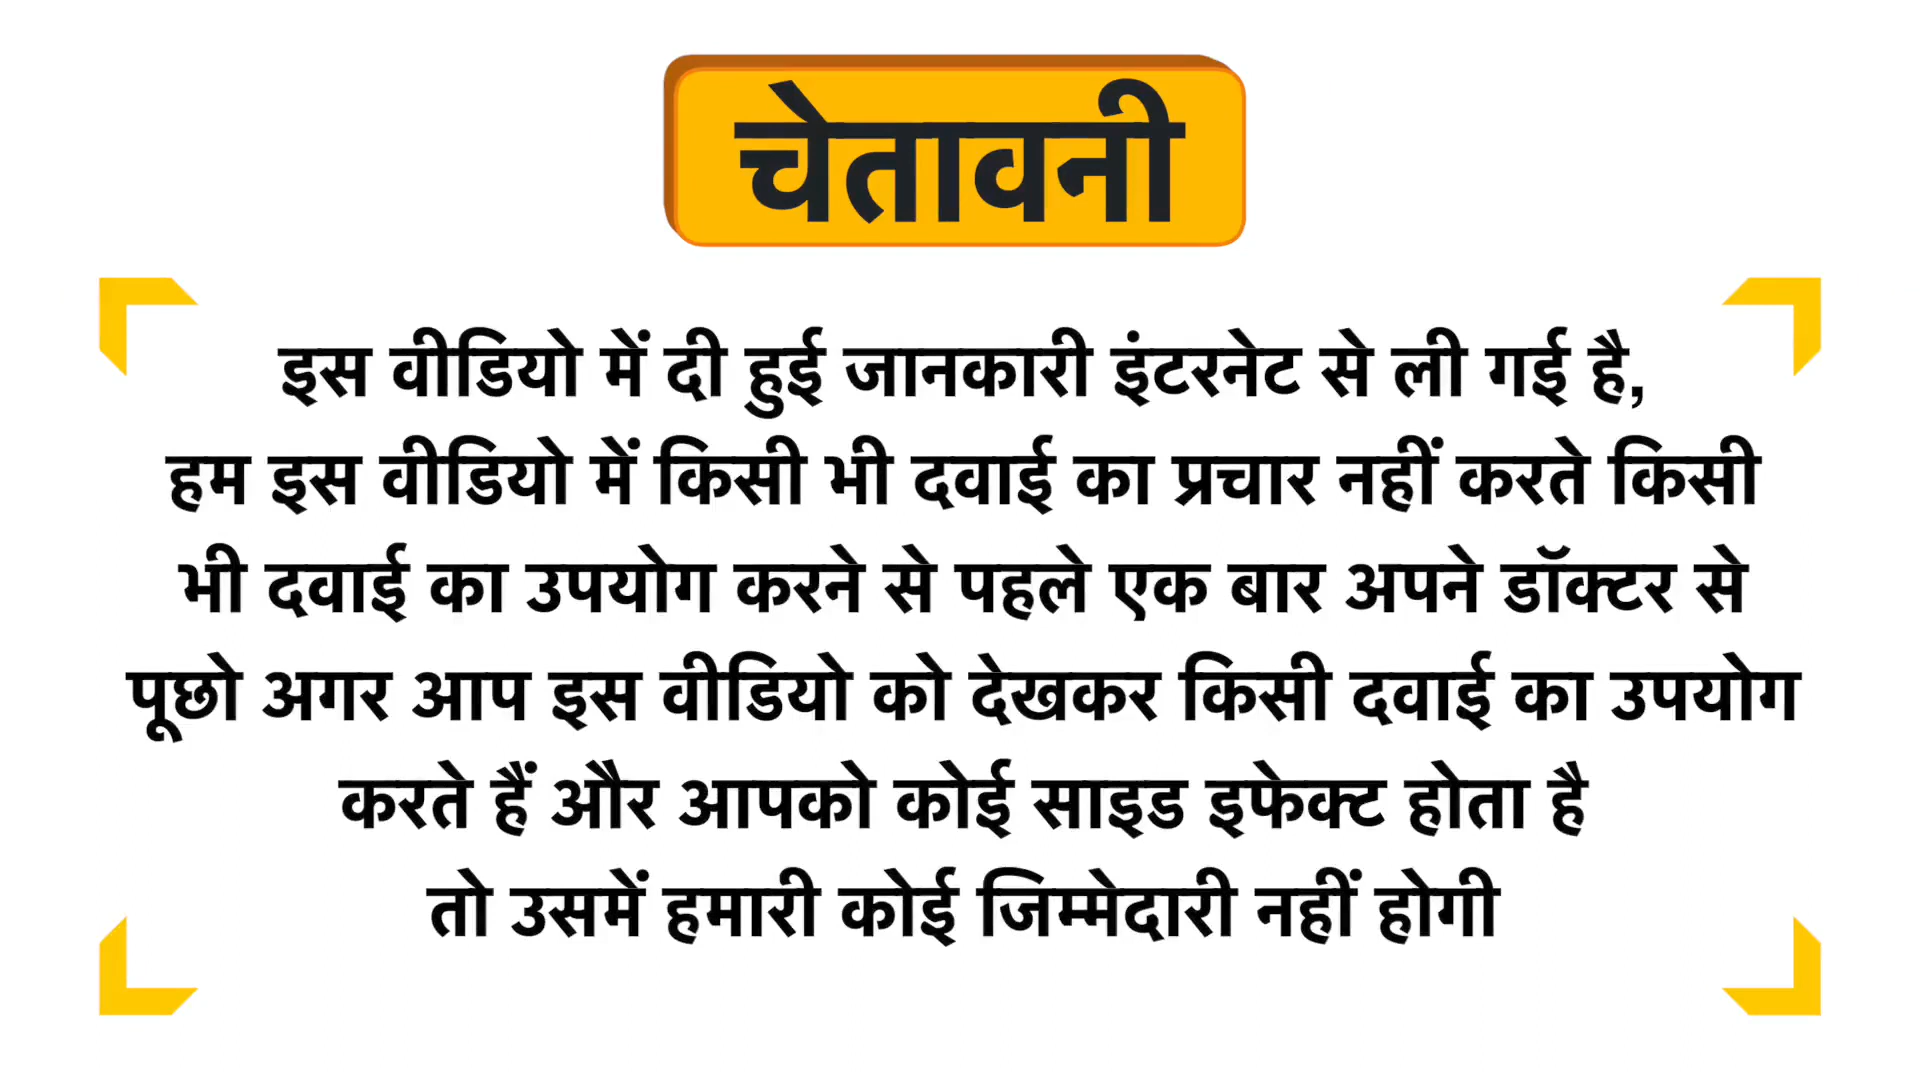 चेतावनी
इस वीडियो में दी हुई जानकारी इंटरनेट से ली गई है,
हम इस वीडियो में किसी भी दवाई का प्रचार नहीं करते किसी
भी दवाई का उपयोग करने से पहले एक बार अपने डॉक्टर से
पूछो अगर आप इस वीडियो को देखकर किसी दवाई का उपयोग
करते हैं और आपको कोई साइड इफेक्ट होता है
तो उसमें हमारी कोई जिम्मेदारी नहीं होगी